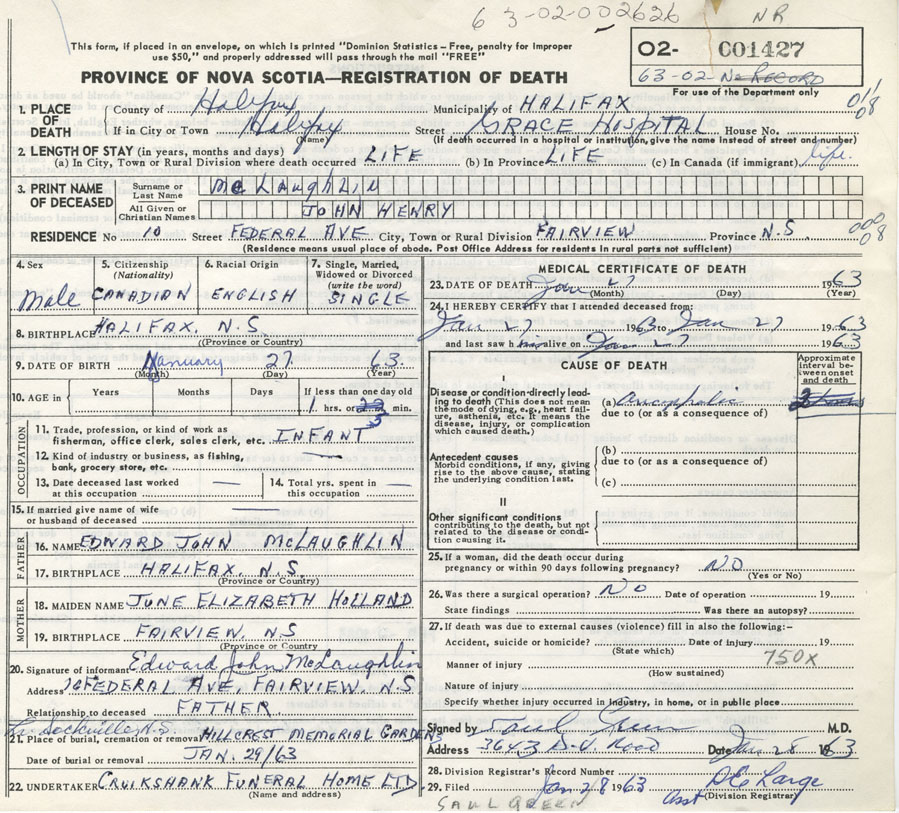 63-02-002626 NR
This form, if placed in an envelope, on which is printed "Dominion Statistics – Free, penalty for improper
use $50," and properly addressed will pass through the mail "FREE"
02- C01427
63-02- No RECORD
For use of the Department only
PROVINCE OF NOVA SCOTIA—REGISTRATION OF DEATH
1. PLACE OF DEATH
County of Halifax Municipality of HALIFAX
If in City or Town Halifax Street GRACE HOSPITAL House No.
(Name) (If death occurred in a hospital or institution, give the name instead of street and number)
2. LENGTH OF STAY (in years, months and days)
(a) In City, Town or Rural Division where death occurred LIFE (b) In Province LIFE (c) In Canada (if immigrant) life.
3. PRINT NAME OF DECEASED
Surname or Last Name McLaughlin
All Given or Christian Names JOHN HENRY
RESIDENCE No 10 Street FEDERAL AVE City, Town or Rural Division FAIRVIEW Province N.S.
(Residence means usual place of abode. Post Office Address for residents in rural parts not sufficient)
4. Sex
Male
5. Citizenship (Nationality)
CANADIAN
6. Racial Origin
ENGLISH
7. Single, Married, Widowed or Divorced (write the word)
SINGLE
8. BIRTHPLACE HALIFAX, N.S
(Province or County)
9. DATE OF BIRTH January 27 63
(Month) (Day) (Year)
10. AGE in Years Months Days If less than one day old
1 hrs. or min.
OCCUPATION
11. Trade, profession, or kind of work as
fisherman, office clerk, sales clerk, etc. INFANT
12. Kind of industry or business, as fishing,
bank, grocery store, etc.
13. Date deceased last worked
at this occupation
14. Total yrs. spent in
this occupation
15. If married give name of wife
or husband of deceased
FATHER
16. NAME EDWARD JOHN McLAUGHLIN
17. BIRTHPLACE HALIFAX, N.S.
(Province or Country)
MOTHER
18. MAIDEN NAME JUNE ELIZABETH HOLLAND
19. BIRTHPLACE FAIRVIEW, N.S
(Province or Country
20. Signature of informant Edward John McLaughlin
Address 10 FEDERAL AVE, FAIRVIEW, N.S
Relationship to deceased FATHER
Lr. Sackville N.S.
21. Place of burial, cremation or removal HILLCREST MEMORIAL GARDENS
Date of burial or removal JAN. 29/63
22. UNDERTAKER CRUIKSHANK FUNERAL HOME LTD
(Name and address)
MEDICAL CERTIFICATE OF DEATH
23. DATE OF DEATH Jan 27 1963
(Month) (Day) (Year)
24. I HEREBY CERTIFY that I attended deceased from:
Jan 27 1963 to Jan 27 1963
and last saw him alive on Jan 27 1963
CAUSE OF DEATH
Approximate interval between onset and death
Disease or condition directly leading to death (This does not mean the mode of dying, e.g., heart failure, asthenia, etc. It means the disease, injury, or complication which caused death.)
(a)
due to (or as a consequence of)
Antecedent causes
Morbid conditions, if any, giving rise to the above cause, stating the underlying condition last.
(b)
due to (or as a consequence of)
(c)
II
Other significant conditions
contributing to the death, but not related to the disease or condition causing it.
25. If a woman, did the death occur during
pregnancy or within 90 days following pregnancy? NO
(Yes or No)
26. Was there a surgical operation? NO Date of operation 19
State findings Was there an autopsy?
27. If death was due to external causes (violence) fill in also the following:-
Accident, suicide or homicide? Date of injury 19
(State which)
750X
Manner of injury
(How sustained)
Nature of injury
Specify whether injury occurred in industry, in home, or in public place
Signed by Saul Green M.D.
Address 3643 Date Jan 28 1963
28. Division Registrar's Record Number
29. Filed Jan 28 1963
Asst (Division Registrar)
SAUL GREEN